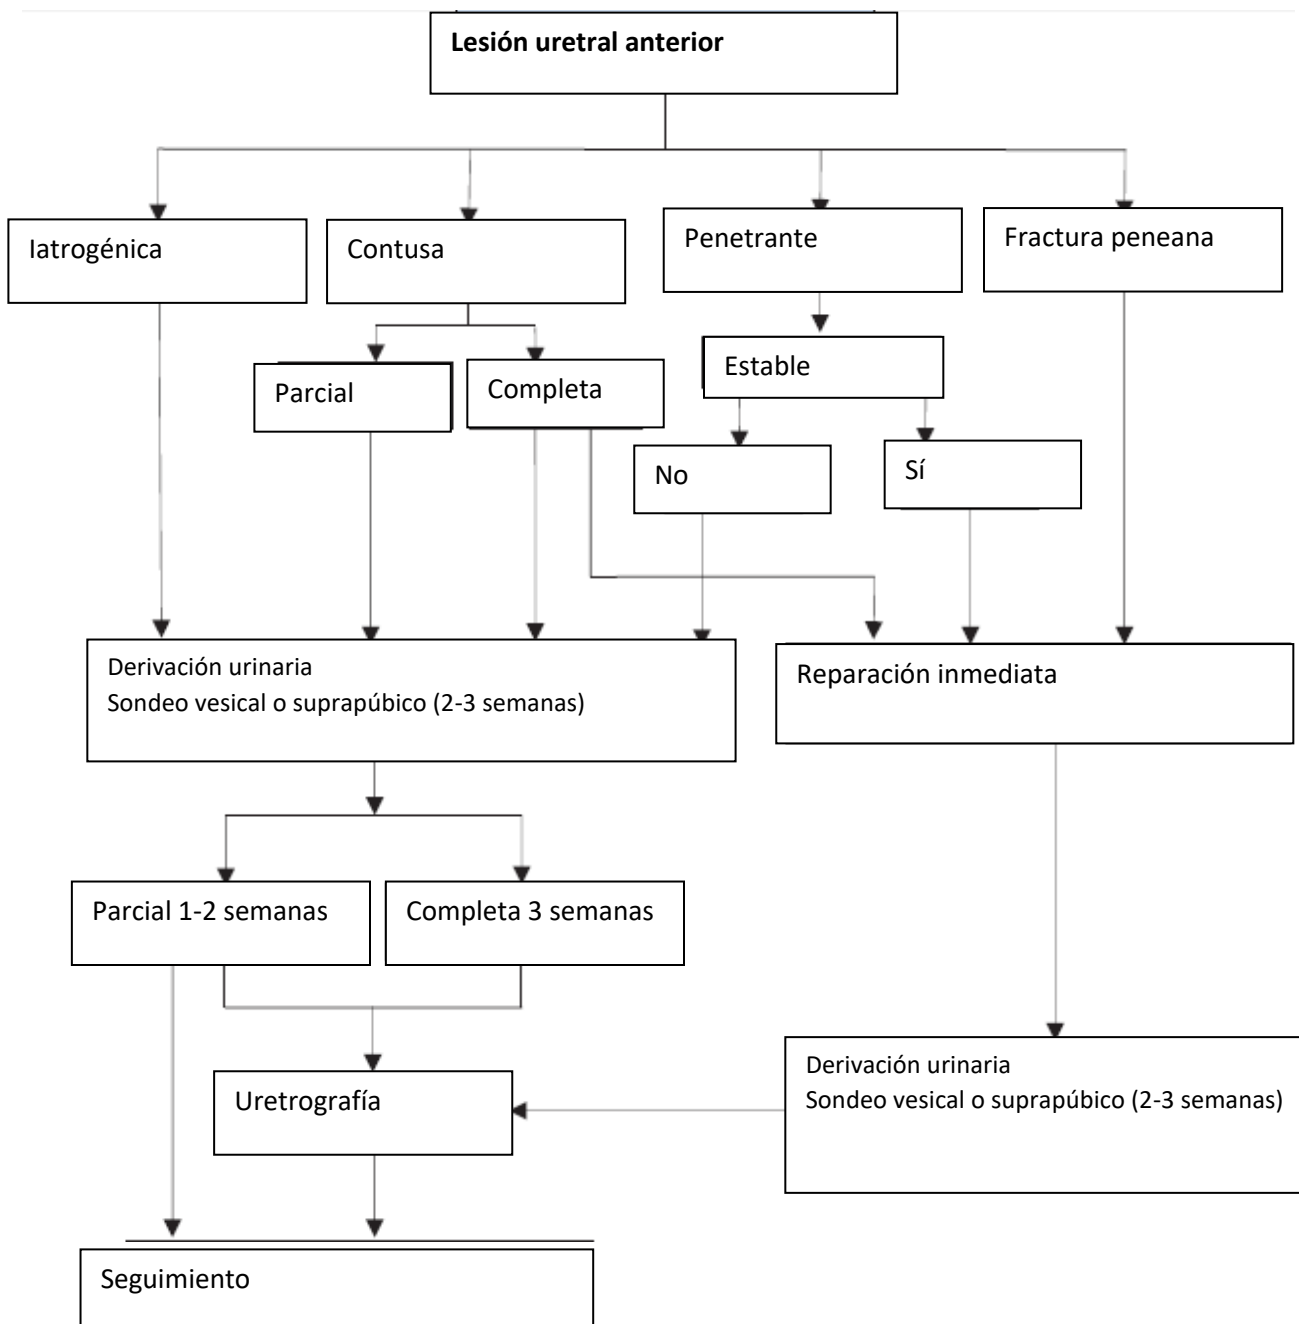 Lesión uretral anterior
Iatrogénica
Contusa
Penetrante
Fractura peneana
Parcial
Completa
Estable
No
Sí
Derivación urinaria
Sondeo vesical o suprapúbico (2-3 semanas)
Reparación inmediata
Parcial 1-2 semanas
Completa 3 semanas
Uretrografía
Derivación urinaria
Sondeo vesical o suprapúbico (2-3 semanas)
Seguimiento